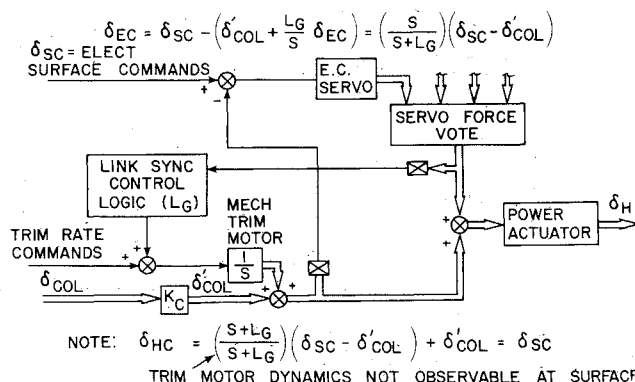 δEC = δSC − (δ′COL + LG/S δEC) = (S/S+LG)(δSC − δ′COL)
δSC = ELECT
SURFACE COMMANDS
+
−
E.C.
SERVO
SERVO FORCE
VOTE
LINK SYNC
CONTROL
LOGIC (LG)
MECH
TRIM
MOTOR
TRIM RATE
COMMANDS
+
+
1/S
+
+
POWER
ACTUATOR
δH
δCOL
KC
δ′COL
+
+
NOTE: δHC = (S+LG/S+LG)(δSC − δ′COL) + δ′COL = δSC
TRIM MOTOR DYNAMICS NOT OBSERVABLE AT SURFACE